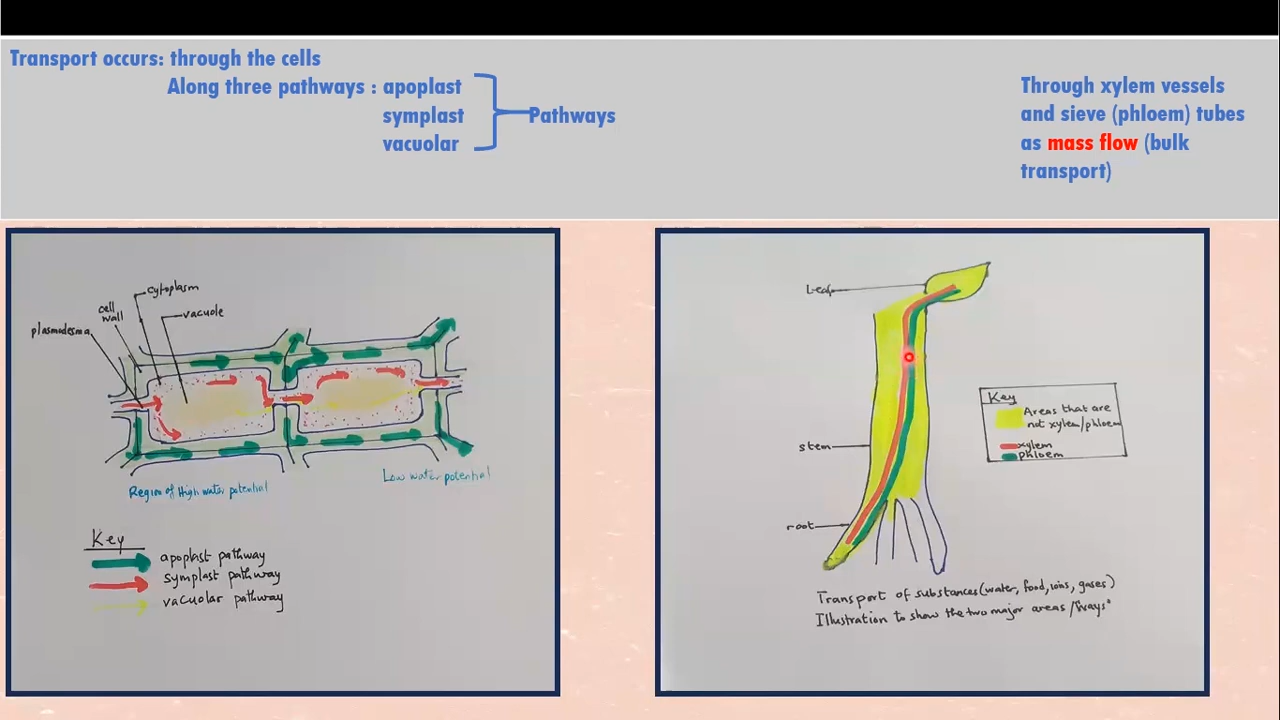 Transport occurs: through the cells
Along three pathways : apoplast
symplast
vacuolar
Pathways
Through xylem vessels
and sieve (phloem) tubes
as mass flow (bulk
transport)
cytoplasm
cell
wall
vacuole
plasmodesma
Region of High water potential
Low water potential
Key
apoplast pathway
symplast pathway
vacuolar pathway
Leaf
stem
root
Key
Areas that are
not xylem/phloem
xylem
phloem
Transport of substances (water, food, ions, gases)
Illustration to show the two major areas / "ways"